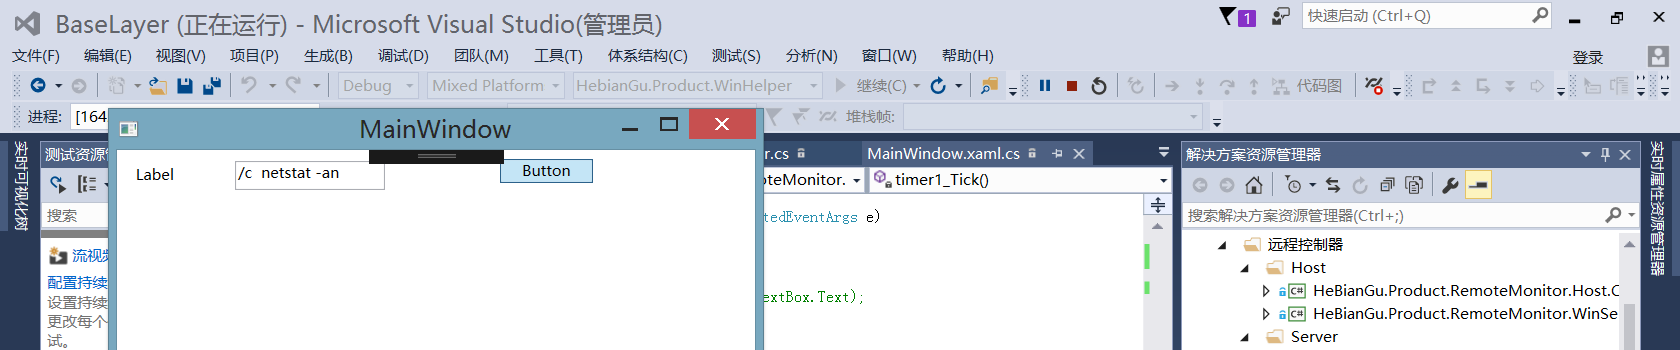 BaseLayer (正在运行) - Microsoft Visual Studio(管理员)
1
快速启动 (Ctrl+Q)
文件(F) 编辑(E) 视图(V) 项目(P) 生成(B) 调试(D) 团队(M) 工具(T) 体系结构(C) 测试(S) 分析(N) 窗口(W) 帮助(H) 登录
Debug Mixed Platform HebianGu.Product.WinHelper 继续(C) 代码图
进程: [164 堆栈帧:
MainWindow
实时可视化树
测试资源管
r.cs MainWindow.xaml.cs
解决方案资源管理器
实时属性资源管理器
Label /c netstat -an Button
oteMonitor. timer1_Tick()
搜索
搜索解决方案资源管理器(Ctrl+;)
tedEventArgs e)
流视频
远程控制器
Host
配置持续
HeBianGu.Product.RemoteMonitor.Host.C
设置持续
extBox.Text);
更改每个
HeBianGu.Product.RemoteMonitor.WinSe
试。
Server